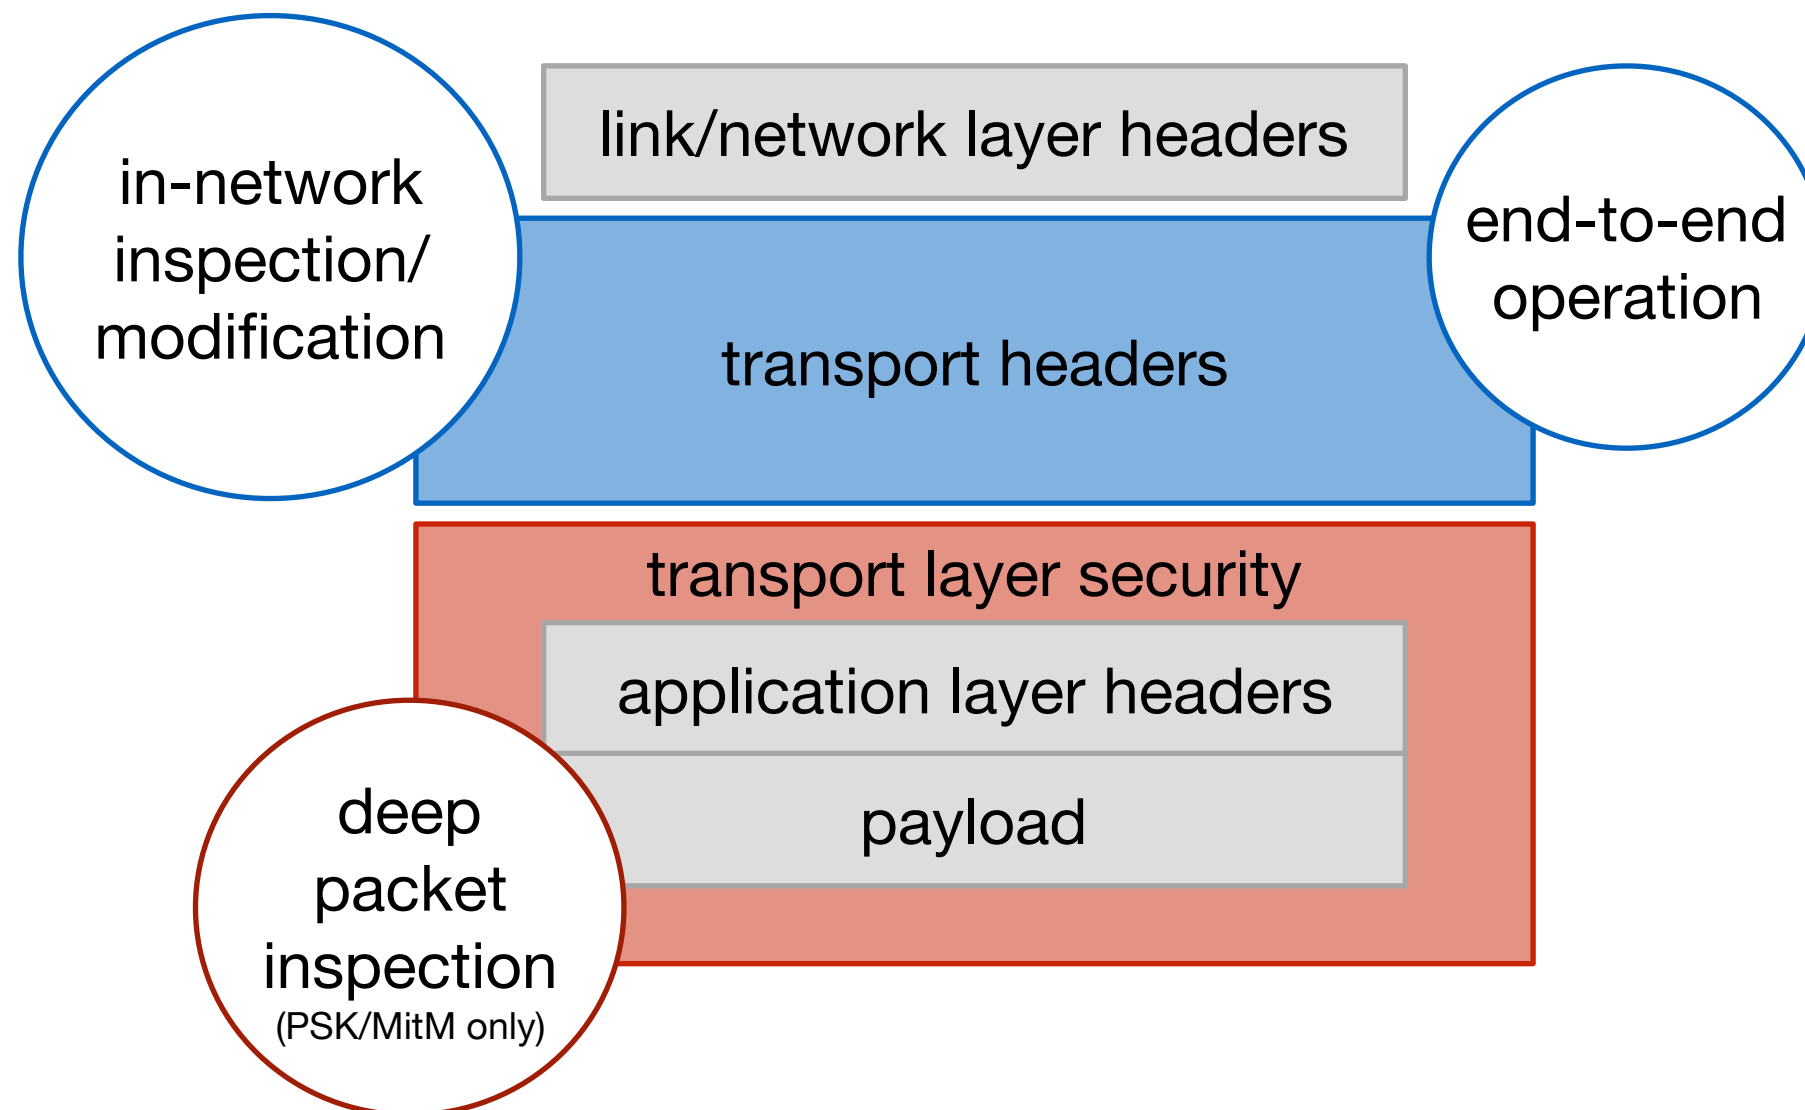 in-network
inspection/
modification
link/network layer headers
end-to-end
operation
transport headers
transport layer security
application layer headers
payload
deep
packet
inspection
(PSK/MitM only)